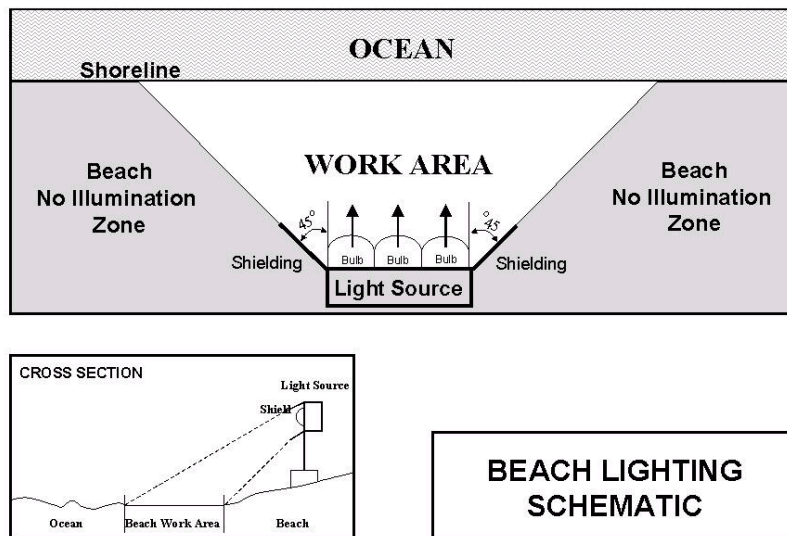 OCEAN
Shoreline
WORK AREA
Beach
No Illumination
Zone
Beach
No Illumination
Zone
45°
°45
Shielding
Bulb
Bulb
Bulb
Shielding
Light Source
CROSS SECTION
Light Source
Shield
Ocean
Beach Work Area
Beach
BEACH LIGHTING
SCHEMATIC